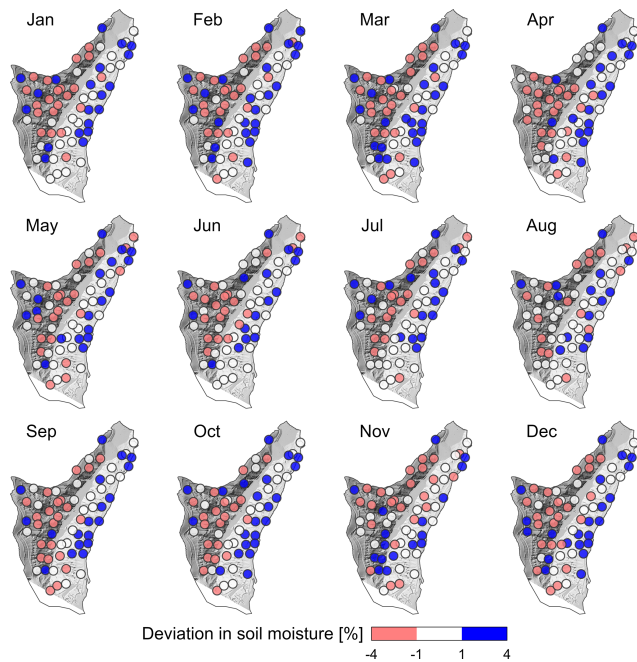 Jan Feb Mar Apr
May Jun Jul Aug
Sep Oct Nov Dec
Deviation in soil moisture [%]
-4 -1 1 4